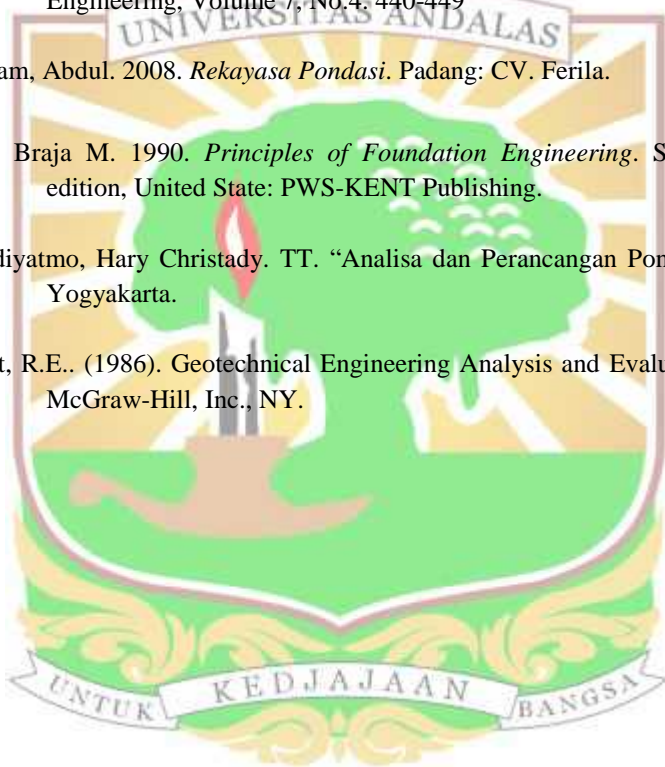 Engineering, Volume 7, No.4. 440-449
UNIVERSITAS ANDALAS
am, Abdul. 2008. Rekayasa Pondasi. Padang: CV. Ferila.
Braja M. 1990. Principles of Foundation Engineering. S
edition, United State: PWS-KENT Publishing.
diyatmo, Hary Christady. TT. “Analisa dan Perancangan Pon
Yogyakarta.
t, R.E.. (1986). Geotechnical Engineering Analysis and Evalu
McGraw-Hill, Inc., NY.
UNTUK KEDJAJAAN BANGSA